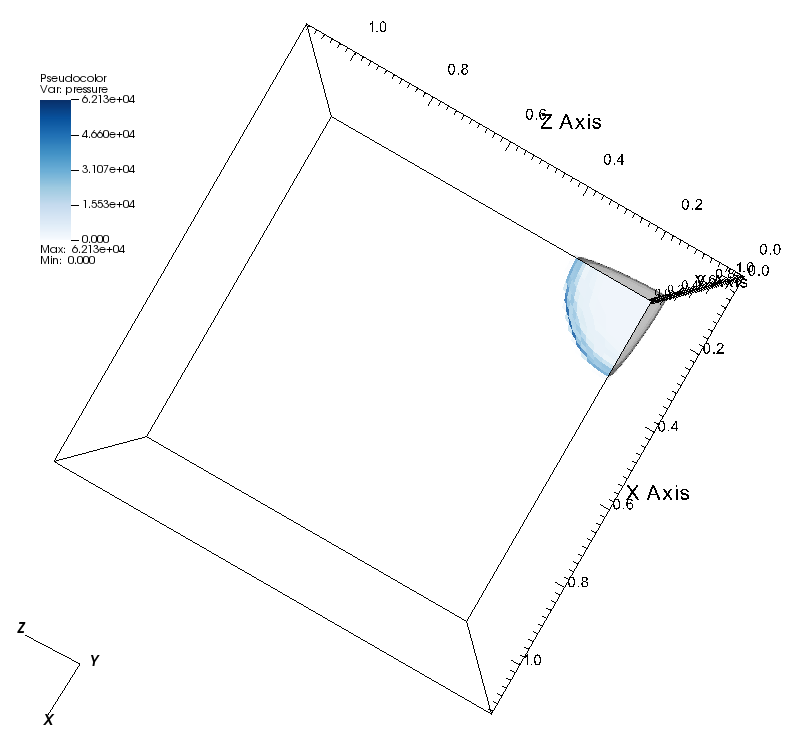 Pseudocolor
Var: pressure
6.213e+04
4.660e+04
3.107e+04
1.553e+04
0.000
Max: 6.213e+04
Min: 0.000
1.0
0.8
0.6
Z Axis
0.4
0.2
0.0
0.0
0.2
0.4
X Axis
0.6
0.8
1.0
Z
Y
X